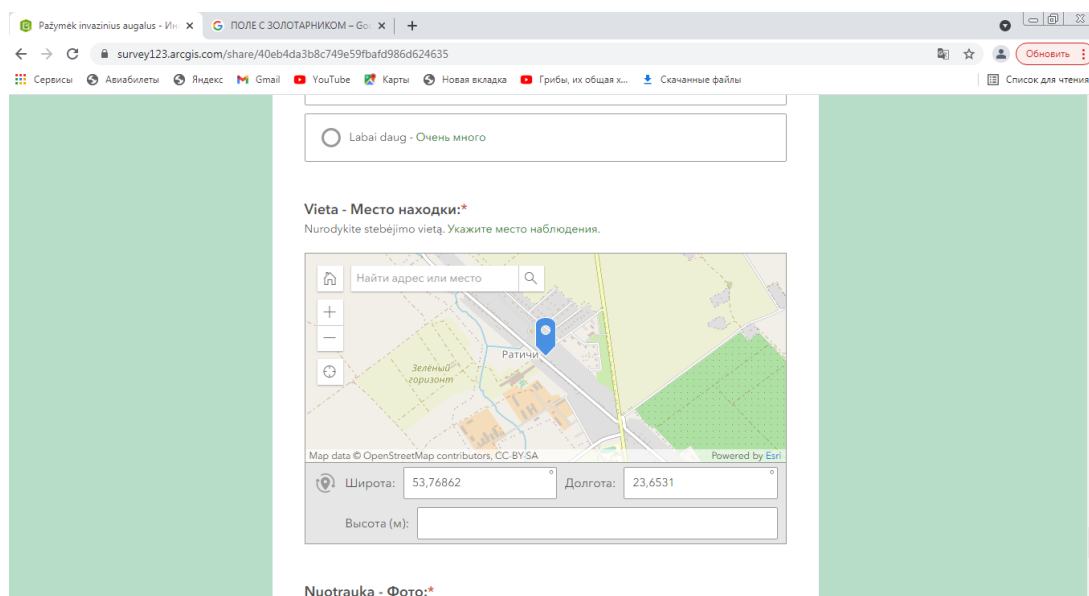 Pažymėk invazinius augalus - Ин
ПОЛЕ С ЗОЛОТАРНИКОМ – Goo
survey123.arcgis.com/share/40eb4da3b8c749e59fbafd986d624635
Обновить
Сервисы Авиабилеты Яндекс Gmail YouTube Карты Новая вкладка Грибы, их общая х... Скачанные файлы Список для чтения
Labai daug - Очень много
Vieta - Место находки:*
Nurodykite stebėjimo vietą. Укажите место наблюдения.
Найти адрес или место
Ратичи
Зелёный
горизонт
Map data © OpenStreetMap contributors, CC-BY-SA Powered by Esri
Широта: 53,76862 ° Долгота: 23,6531 °
Высота (м):
Nuotrauka - Фото:*